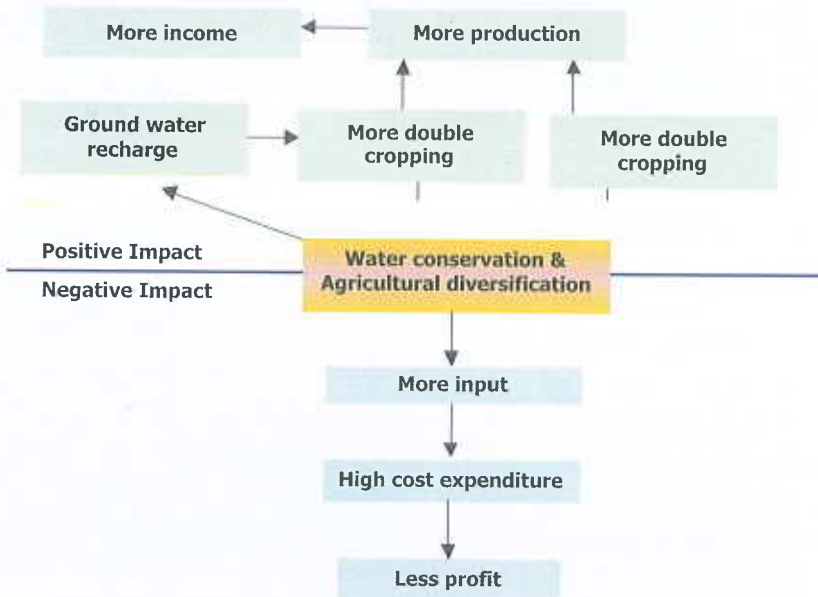 More income
More production
Ground water
recharge
More double
cropping
More double
cropping
Positive Impact
Negative Impact
Water conservation &
Agricultural diversification
More input
High cost expenditure
Less profit